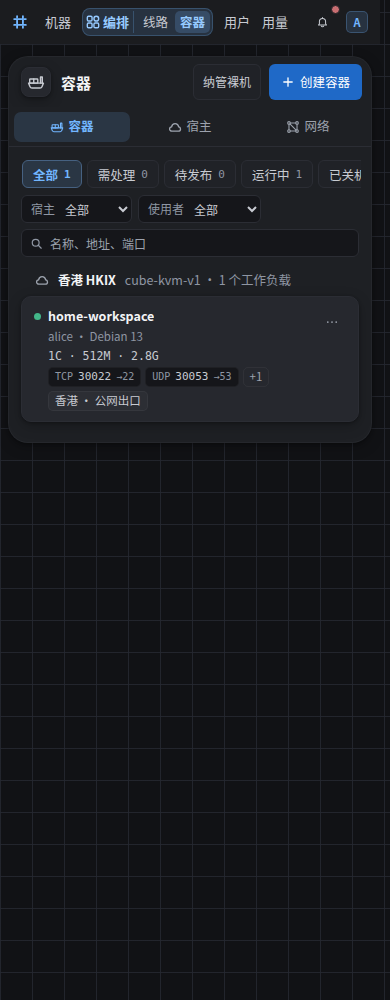 机器 编排 线路 容器 用户 用量 A
容器 纳管裸机 创建容器
容器 宿主 网络
全部 1 需处理 0 待发布 0 运行中 1 已关机
宿主 全部 使用者 全部
名称、地址、端口
香港 HKIX cube-kvm-v1 • 1 个工作负载
home-workspace ...
alice • Debian 13
1C · 512M · 2.8G
TCP 30022 →22 UDP 30053 →53 +1
香港 • 公网出口